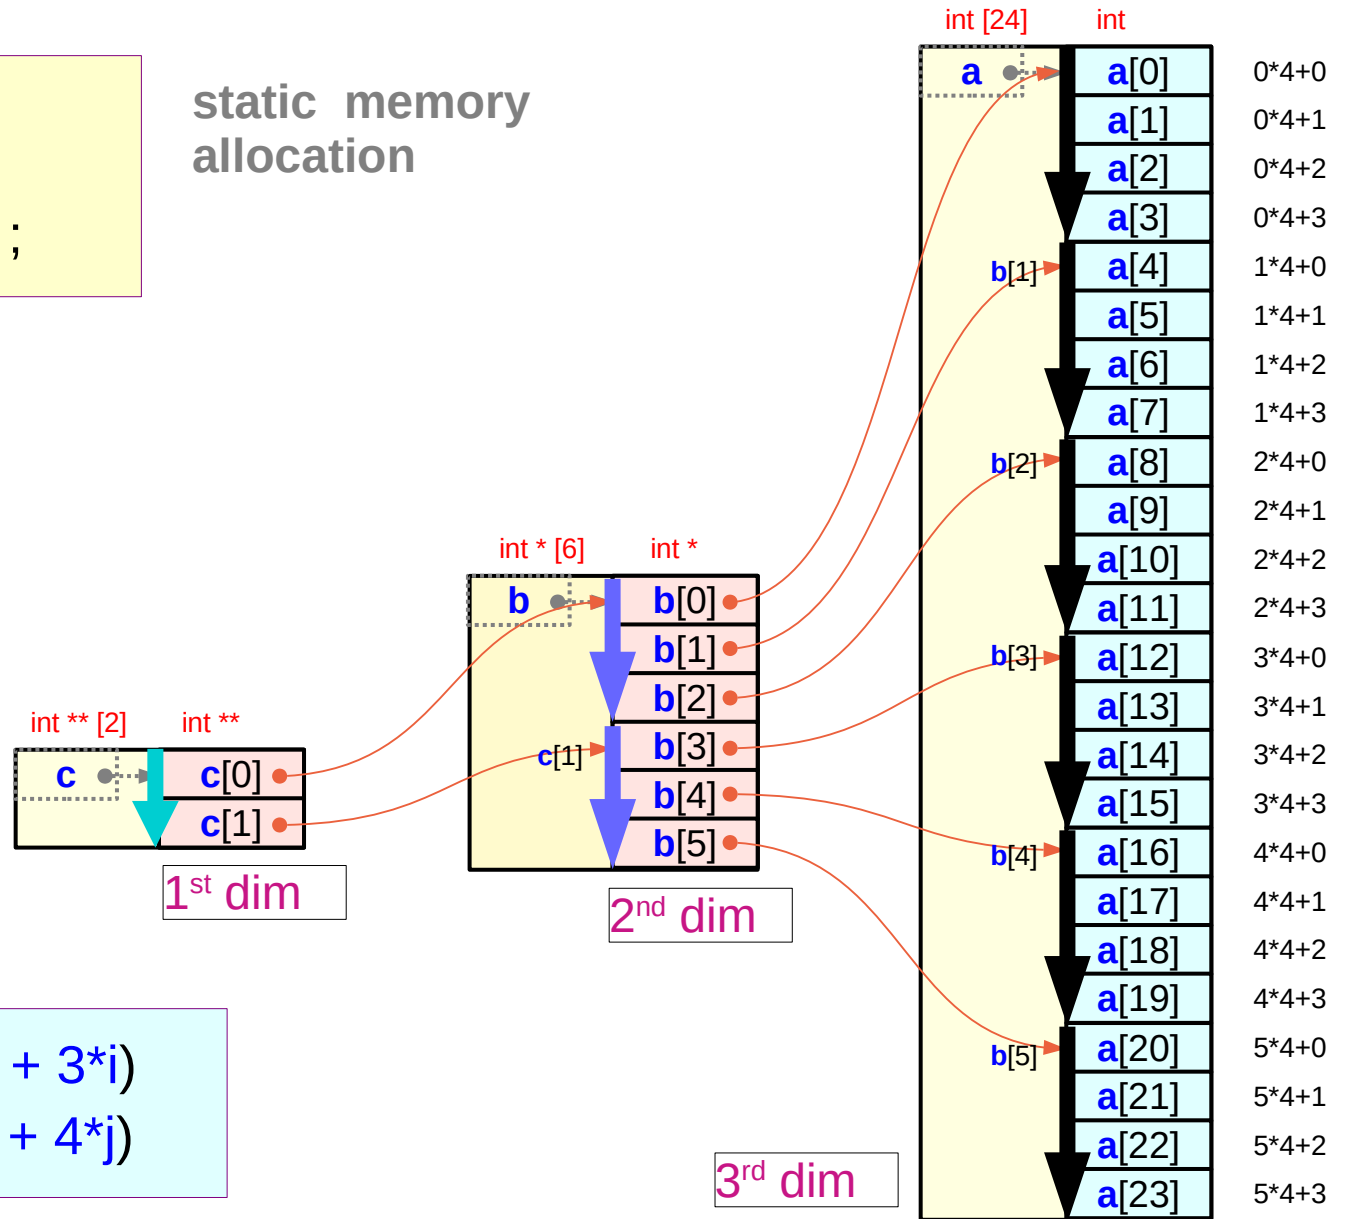 int [24] int
static memory
allocation
;
a a[0] 0*4+0
a[1] 0*4+1
a[2] 0*4+2
a[3] 0*4+3
b[1] a[4] 1*4+0
a[5] 1*4+1
a[6] 1*4+2
a[7] 1*4+3
b[2] a[8] 2*4+0
a[9] 2*4+1
a[10] 2*4+2
a[11] 2*4+3
b[3] a[12] 3*4+0
a[13] 3*4+1
a[14] 3*4+2
a[15] 3*4+3
b[4] a[16] 4*4+0
a[17] 4*4+1
a[18] 4*4+2
a[19] 4*4+3
b[5] a[20] 5*4+0
a[21] 5*4+1
a[22] 5*4+2
a[23] 5*4+3
3rd dim
int * [6] int *
b b[0]
b[1]
b[2]
c[1] b[3]
b[4]
b[5]
2nd dim
int ** [2] int **
c c[0]
c[1]
1st dim
+ 3*i)
+ 4*j)